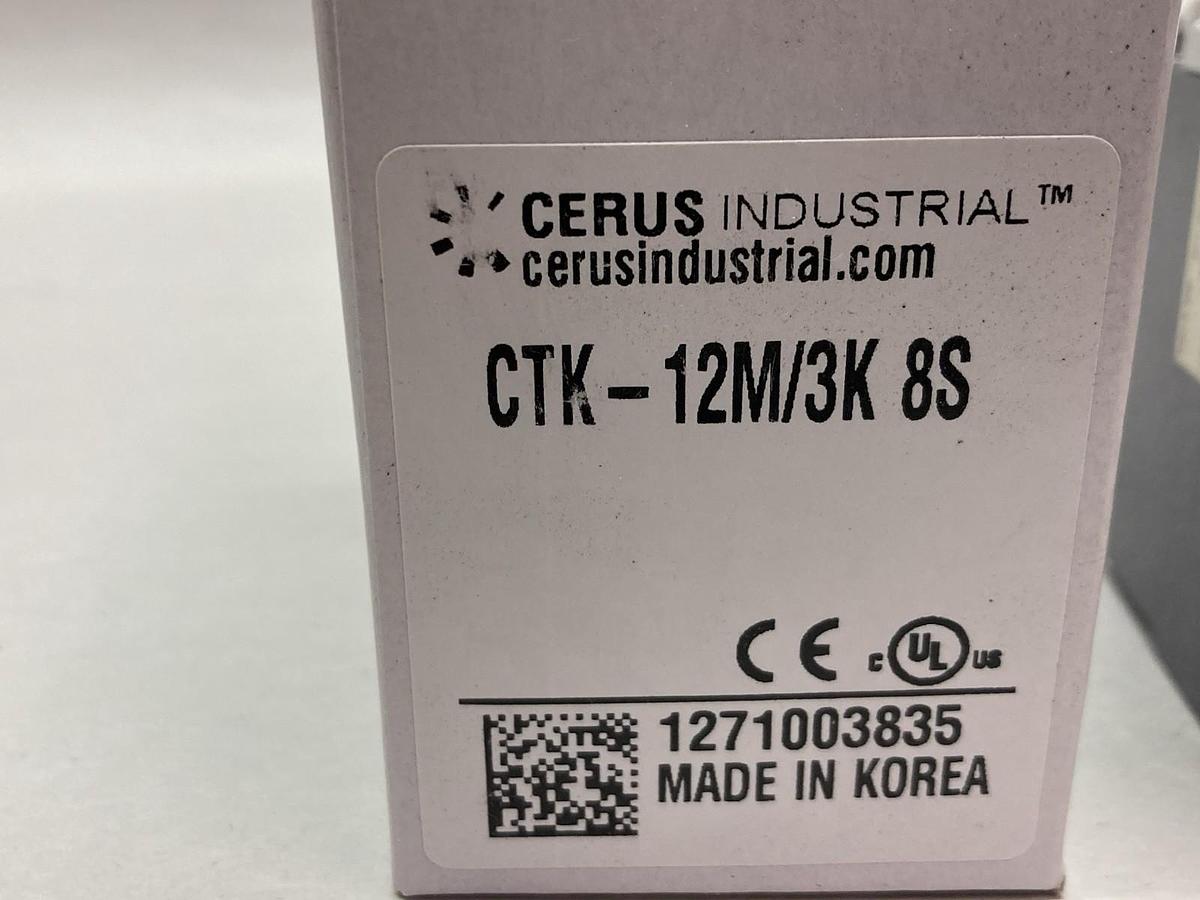 CERUS INDUSTRIAL™
cerusindustrial.com
CTK-12M/3K 8S
CE c UL US
1271003835
MADE IN KOREA